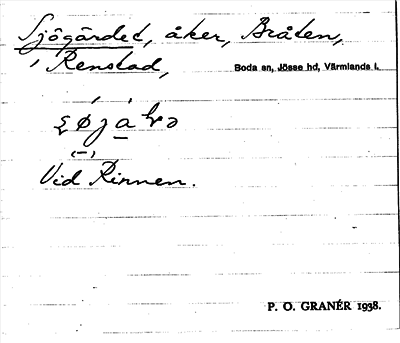 Sjögärdet, åker, Bråten,
i Renstad,
Boda sn, Jösse hd, Värmlands l.
Vid Rinnen.
P. O. GRANÉR 1938.